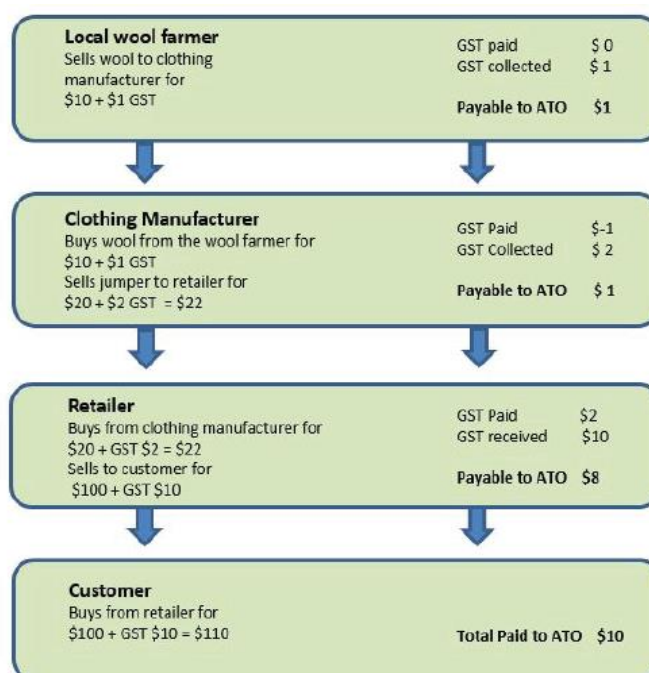 Local wool farmer
Sells wool to clothing
manufacturer for
$10 + $1 GST
GST paid $ 0
GST collected $ 1
Payable to ATO $1
Clothing Manufacturer
Buys wool from the wool farmer for
$10 + $1 GST
Sells jumper to retailer for
$20 + $2 GST = $22
GST Paid $-1
GST Collected $ 2
Payable to ATO $ 1
Retailer
Buys from clothing manufacturer for
$20 + GST $2 = $22
Sells to customer for
$100 + GST $10
GST Paid $2
GST received $10
Payable to ATO $8
Customer
Buys from retailer for
$100 + GST $10 = $110
Total Paid to ATO $10